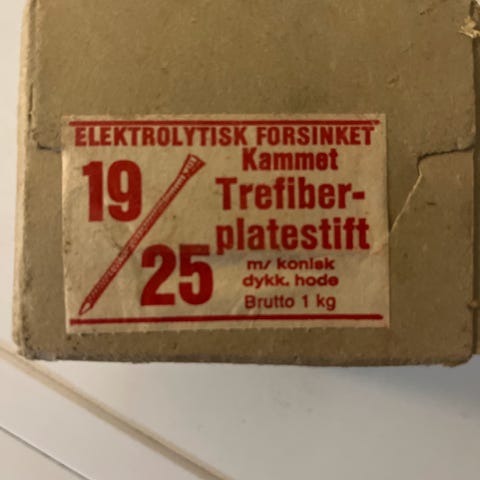 ELEKTROLYTISK FORSINKET
19/25
Kammet
Trefiber-
platestift
m/ konisk
dykk. hode
Brutto 1 kg